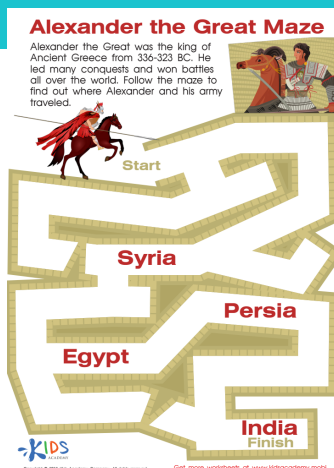 Alexander the Great Maze
Alexander the Great was the king of
Ancient Greece from 336-323 BC. He
led many conquests and won battles
all over the world. Follow the maze to
find out where Alexander and his army
traveled.
Start
Syria
Persia
Egypt
India
Finish
KIDS
ACADEMY
Get more worksheets at www.kidsacademy.mobi